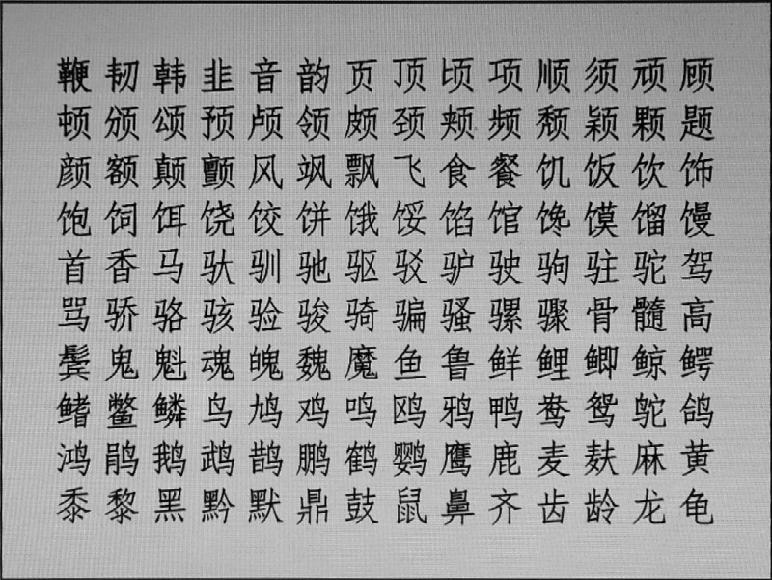 鞭韧韩韭音韵页顶顷项顺须顽顾
顿颁颂预颅领颇颈颊频颓颖颗题
颜额颠颤风飒飘飞食餐饥饭饮饰
饱饲饵饶饺饼饿馁馅馆馋馍馏馒
首香马驮驯驰驱驳驴驶驹驻驼驾
骂骄骆骇验骏骑骗骚骡骤骨髓高
鬓鬼魁魂魄魏魔鱼鲁鲜鲤鲫鲸鳄
鳍鳖鳞鸟鸠鸡鸣鸥鸦鸭鸯鸳鸵鸽
鸿鹃鹅鹉鹊鹏鹤鹦鹰鹿麦麸麻黄
黍黎黑黔默鼎鼓鼠鼻齐齿龄龙龟